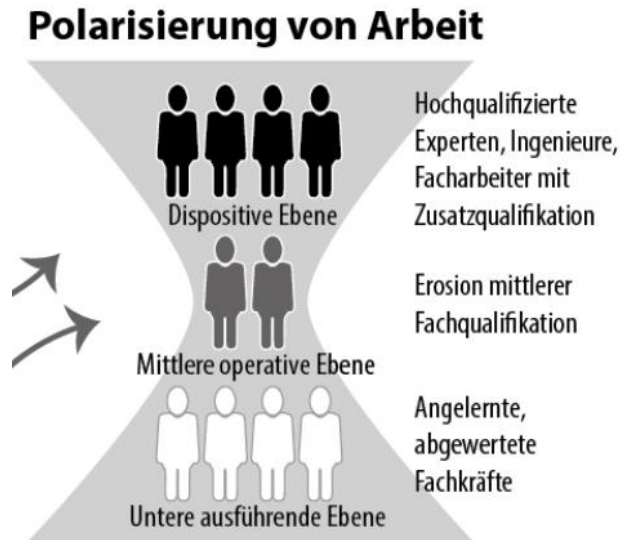 Polarisierung von Arbeit
Hochqualifizierte
Experten, Ingenieure,
Facharbeiter mit
Zusatzqualifikation
Dispositive Ebene
Erosion mittlerer
Fachqualifikation
Mittlere operative Ebene
Angelernte,
abgewertete
Fachkräfte
Untere ausführende Ebene